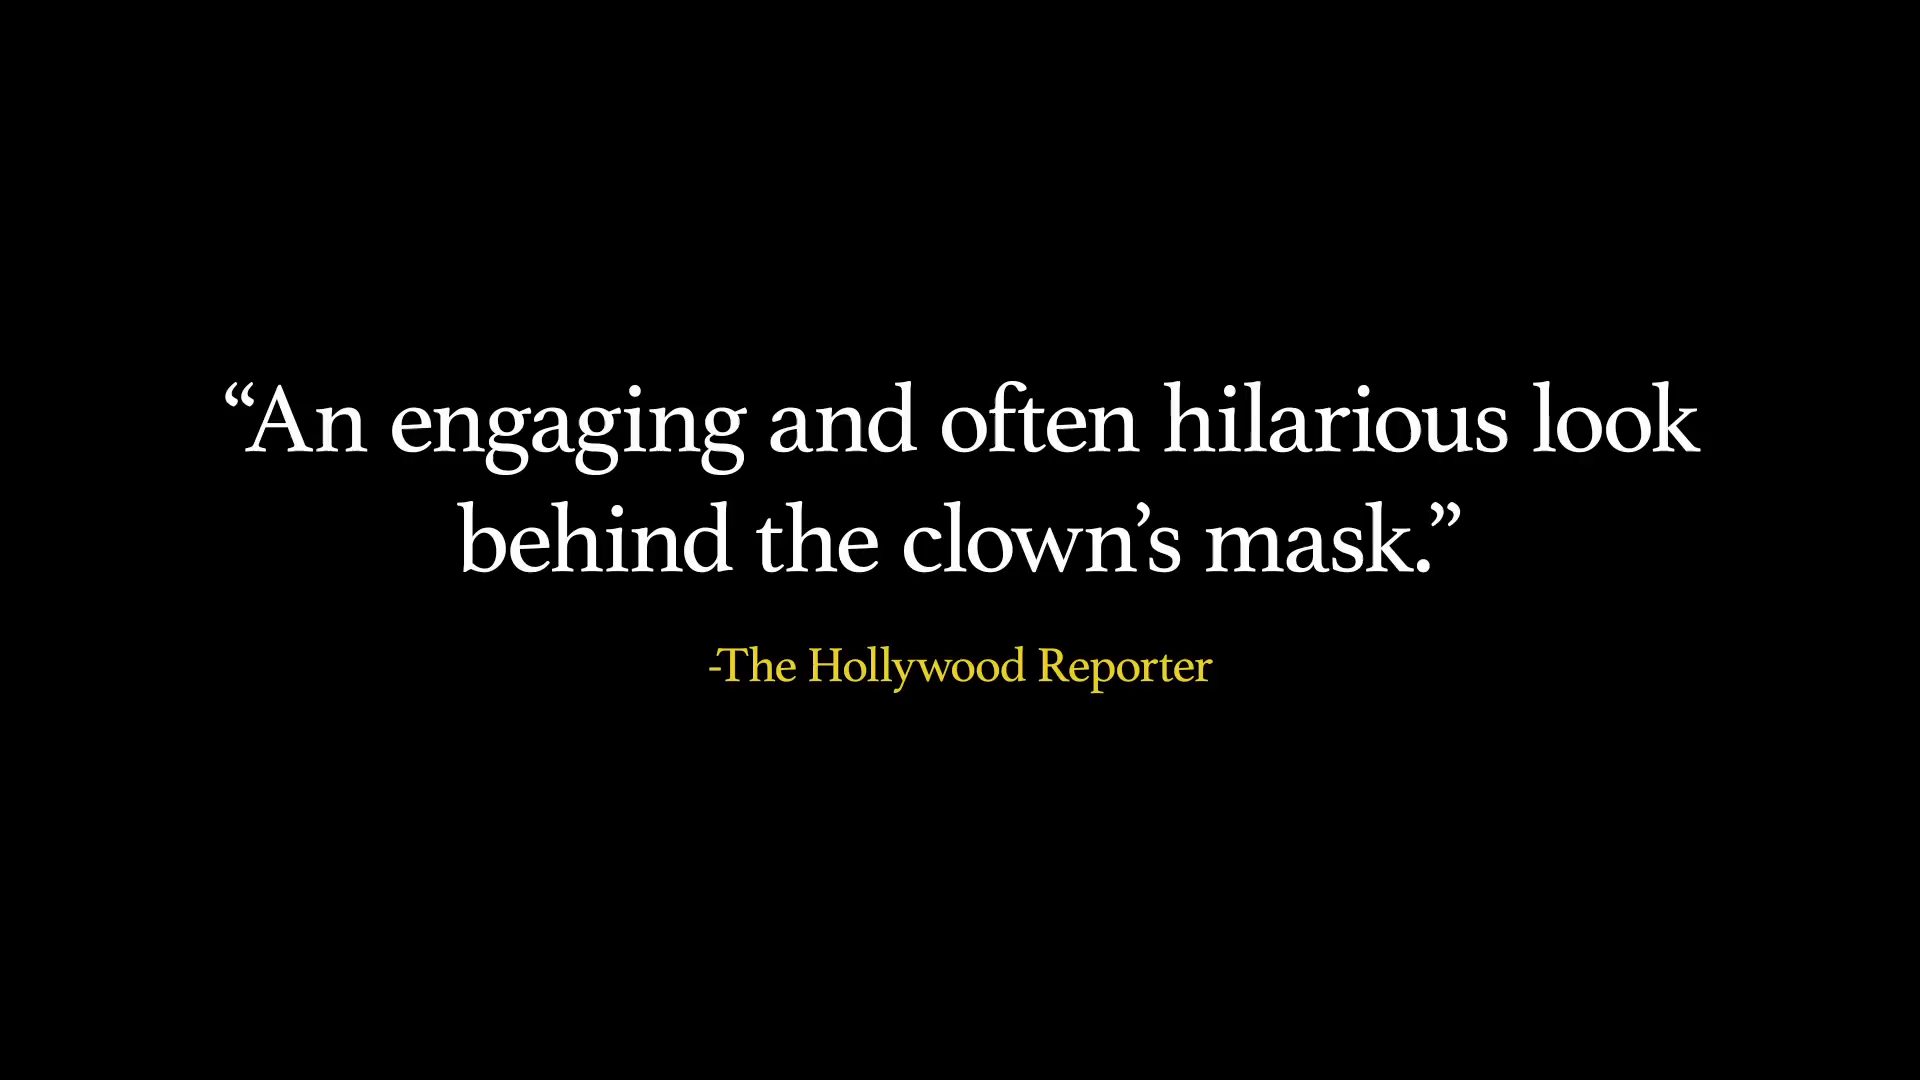 “An engaging and often hilarious look
behind the clown’s mask.”
-The Hollywood Reporter